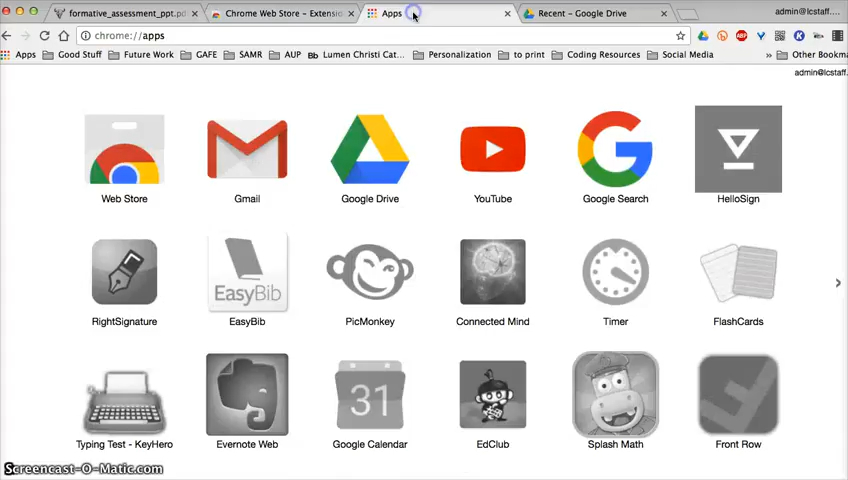 formative_assessment_ppt.pd
Chrome Web Store - Extensi
Apps
Recent - Google Drive
admin@lcstaff.
chrome://apps
Apps
Good Stuff
Future Work
GAFE
SAMR
AUP
Bb Lumen Christi Cat...
Personalization
to print
Coding Resources
Social Media
»
Other Bookma
admin@lcstaff.
Web Store
Gmail
Google Drive
YouTube
Google Search
HelloSign
EasyBib
RightSignature
EasyBib
PicMonkey
Connected Mind
Timer
FlashCards
31
Typing Test - KeyHero
Evernote Web
Google Calendar
EdClub
Splash Math
Front Row
Screencast-O-Matic.com